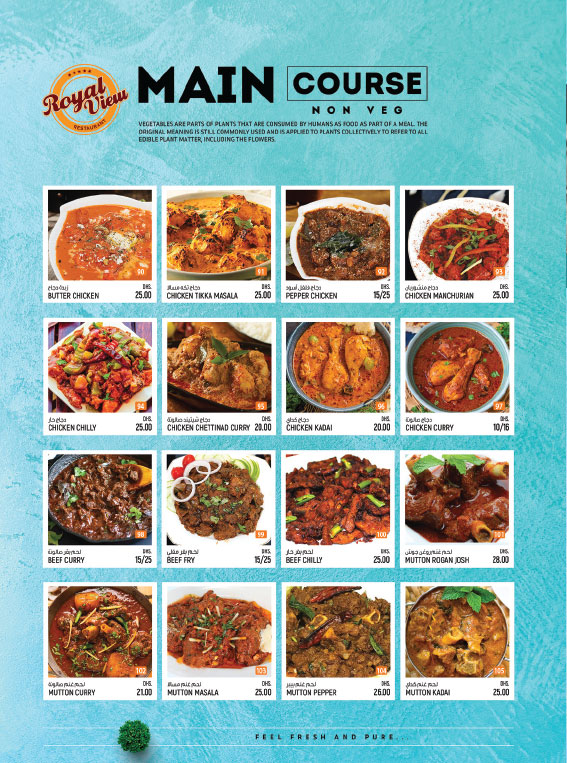 ★★★★★
Royal
View
RESTAURANT
MAIN COURSE
NON VEG
VEGETABLES ARE PARTS OF PLANTS THAT ARE CONSUMED BY HUMANS AS FOOD AS PART OF A MEAL. THE
ORIGINAL MEANING IS STILL COMMONLY USED AND IS APPLIED TO PLANTS COLLECTIVELY TO REFER TO ALL
EDIBLE PLANT MATTER, INCLUDING THE FLOWERS.
90 91 92 93
زبدة دجاج DHS. دجاج تكه مسالا DHS. دجاج فلفل أسود DHS. دجاج منشوريان DHS.
BUTTER CHICKEN 25.00 CHICKEN TIKKA MASALA 25.00 PEPPER CHICKEN 15/25 CHICKEN MANCHURIAN 25.00
94 95 96 97
دجاج حار DHS. دجاج شيتيند صالونة DHS. دجاج كداي DHS. دجاج صالونة DHS.
CHICKEN CHILLY 25.00 CHICKEN CHETTINAD CURRY 20.00 CHICKEN KADAI 20.00 CHICKEN CURRY 10/16
98 99 100 101
لحم بقر صالونة DHS. لحم بقر مقلي DHS. لحم بقر حار DHS. لحم غنم روغن جوش DHS.
BEEF CURRY 15/25 BEEF FRY 15/25 BEEF CHILLY 25.00 MUTTON ROGAN JOSH 28.00
102 103 104 105
لحم غنم صالونة DHS. لحم غنم مسالا DHS. لحم غنم بيبر DHS. لحم غنم كداي DHS.
MUTTON CURRY 21.00 MUTTON MASALA 25.00 MUTTON PEPPER 26.00 MUTTON KADAI 25.00
FEEL FRESH AND PURE..